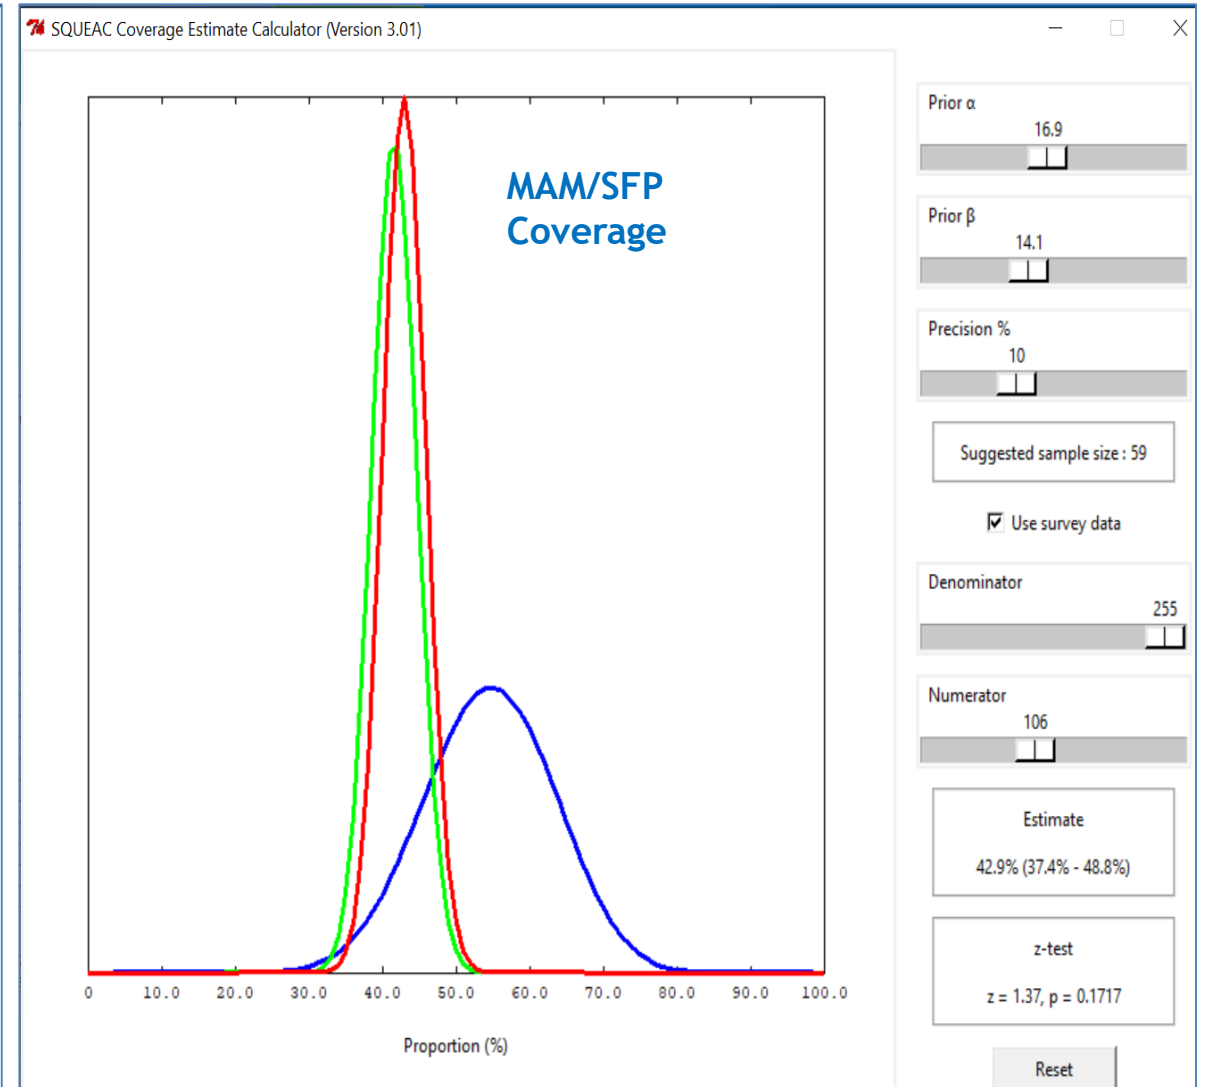 SQUEAC Coverage Estimate Calculator (Version 3.01)
MAM/SFP
Coverage
0 10.0 20.0 30.0 40.0 50.0 60.0 70.0 80.0 90.0 100.0
Proportion (%)
Prior α
16.9
Prior β
14.1
Precision %
10
Suggested sample size : 59
Use survey data
Denominator
255
Numerator
106
Estimate
42.9% (37.4% - 48.8%)
z-test
z = 1.37, p = 0.1717
Reset